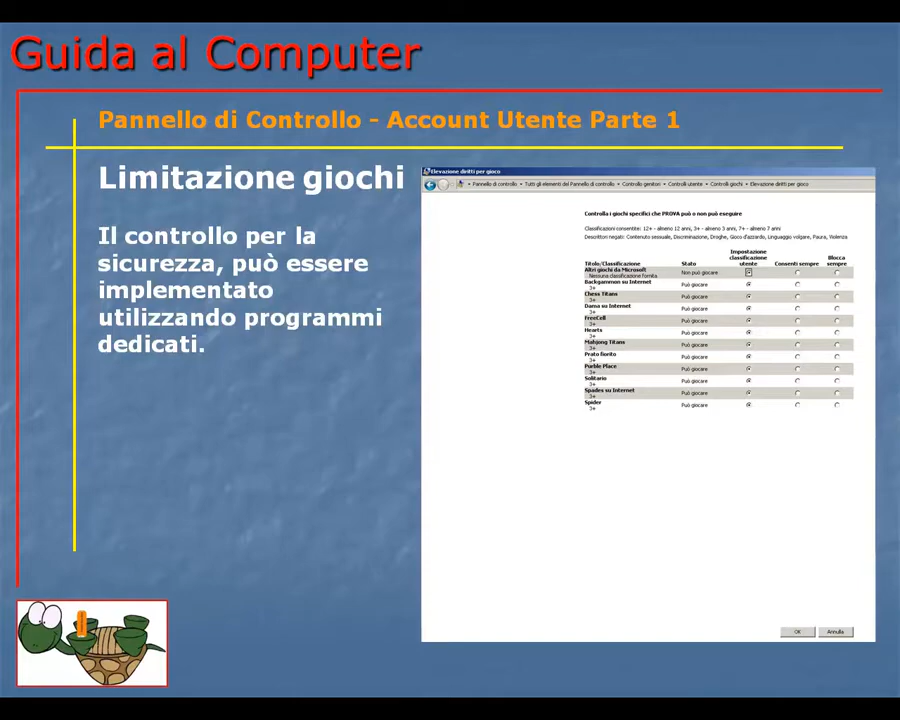 Guida al Computer
Pannello di Controllo - Account Utente Parte 1
Limitazione giochi
Il controllo per la
sicurezza, può essere
implementato
utilizzando programmi
dedicati.
Elevazione diritti per gioco
Pannello di controllo • Tutti gli elementi del Pannello di controllo • Controllo genitori • Controlli utente • Controlli giochi • Elevazione diritti per gioco
Controlla i giochi specifici che PROVA può o non può eseguire
Classificazioni consentite: 12+ - almeno 12 anni, 3+ - almeno 3 anni, 7+ - almeno 7 anni
Descrittori negati: Contenuto sessuale, Discriminazione, Droghe, Gioco d'azzardo, Linguaggio volgare, Paura, Violenza
Titolo/Classificazione Stato Impostazione classificazione utente Consenti sempre Blocca sempre
Altri giochi da Microsoft Non può giocare
Nessuna classificazione fornita
Backgammon su Internet Può giocare
3+
Chess Titans Può giocare
3+
Dama su Internet Può giocare
3+
FreeCell Può giocare
3+
Hearts Può giocare
3+
Mahjong Titans Può giocare
3+
Prato fiorito Può giocare
3+
Purble Place Può giocare
3+
Solitario Può giocare
3+
Spades su Internet Può giocare
3+
Spider Può giocare
3+
OK Annulla